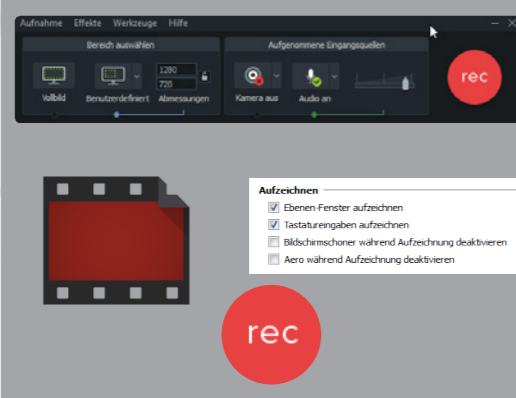 Aufnahme Effekte Werkzeuge Hilfe
Bereich auswählen
Aufgenommene Eingangsquellen
1280
720
rec
Vollbild Benutzerdefiniert Abmessungen
Kamera aus Audio an
Aufzeichnen
Ebenen-Fenster aufzeichnen
Tastatureingaben aufzeichnen
Bildschirmschoner während Aufzeichnung deaktivieren
Aero während Aufzeichnung deaktivieren
rec